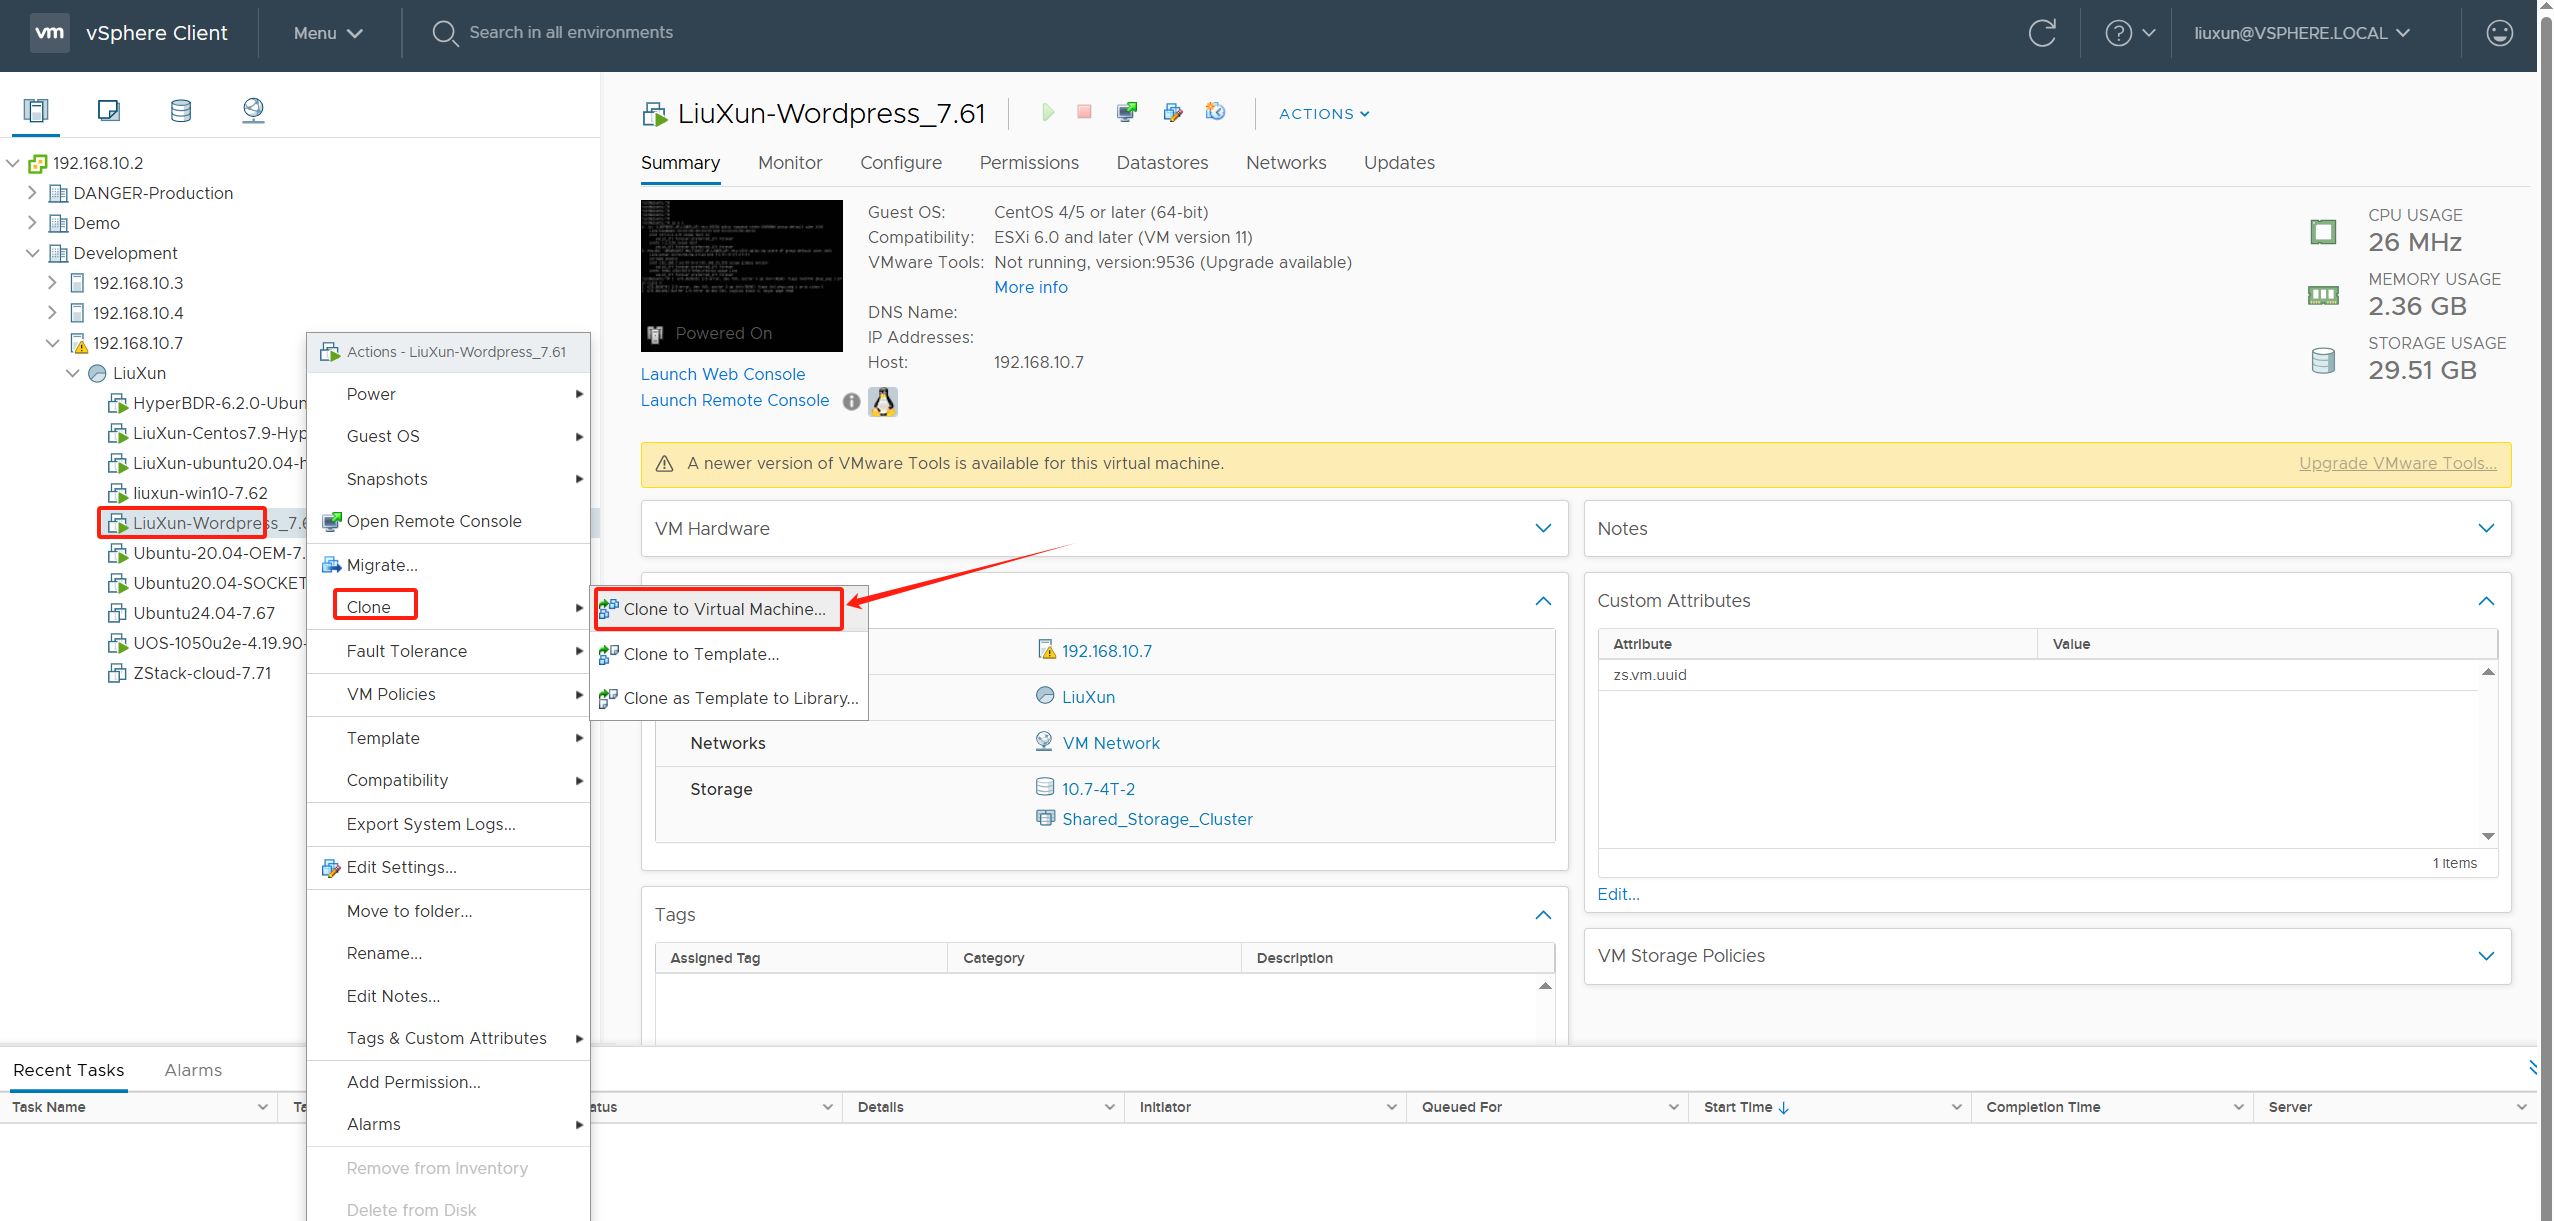 vm vSphere Client Menu Search in all environments liuxun@VSPHERE.LOCAL
192.168.10.2
DANGER-Production
Demo
Development
192.168.10.3
192.168.10.4
192.168.10.7
LiuXun
HyperBDR-6.2.0-Ubun
LiuXun-Centos7.9-Hyp
LiuXun-ubuntu20.04-h
liuxun-win10-7.62
LiuXun-Wordpress_7.6
Ubuntu-20.04-OEM-7.
Ubuntu20.04-SOCKET
Ubuntu24.04-7.67
UOS-1050u2e-4.19.90-
ZStack-cloud-7.71
Actions - LiuXun-Wordpress_7.61
Power
Guest OS
Snapshots
Open Remote Console
Migrate...
Clone
Fault Tolerance
VM Policies
Template
Compatibility
Export System Logs...
Edit Settings...
Move to folder...
Rename...
Edit Notes...
Tags & Custom Attributes
Add Permission...
Alarms
Remove from Inventory
Delete from Disk
Clone to Virtual Machine...
Clone to Template...
Clone as Template to Library...
LiuXun-Wordpress_7.61 ACTIONS
Summary Monitor Configure Permissions Datastores Networks Updates
Powered On
Launch Web Console
Launch Remote Console
Guest OS: CentOS 4/5 or later (64-bit)
Compatibility: ESXi 6.0 and later (VM version 11)
VMware Tools: Not running, version:9536 (Upgrade available)
More info
DNS Name:
IP Addresses:
Host: 192.168.10.7
CPU USAGE
26 MHz
MEMORY USAGE
2.36 GB
STORAGE USAGE
29.51 GB
A newer version of VMware Tools is available for this virtual machine. Upgrade VMware Tools...
VM Hardware
192.168.10.7
LiuXun
Networks VM Network
Storage 10.7-4T-2
Shared_Storage_Cluster
Tags
Assigned Tag Category Description
Notes
Custom Attributes
Attribute Value
zs.vm.uuid
1 items
Edit...
VM Storage Policies
Recent Tasks Alarms
Task Name Ta atus Details Initiator Queued For Start Time Completion Time Server